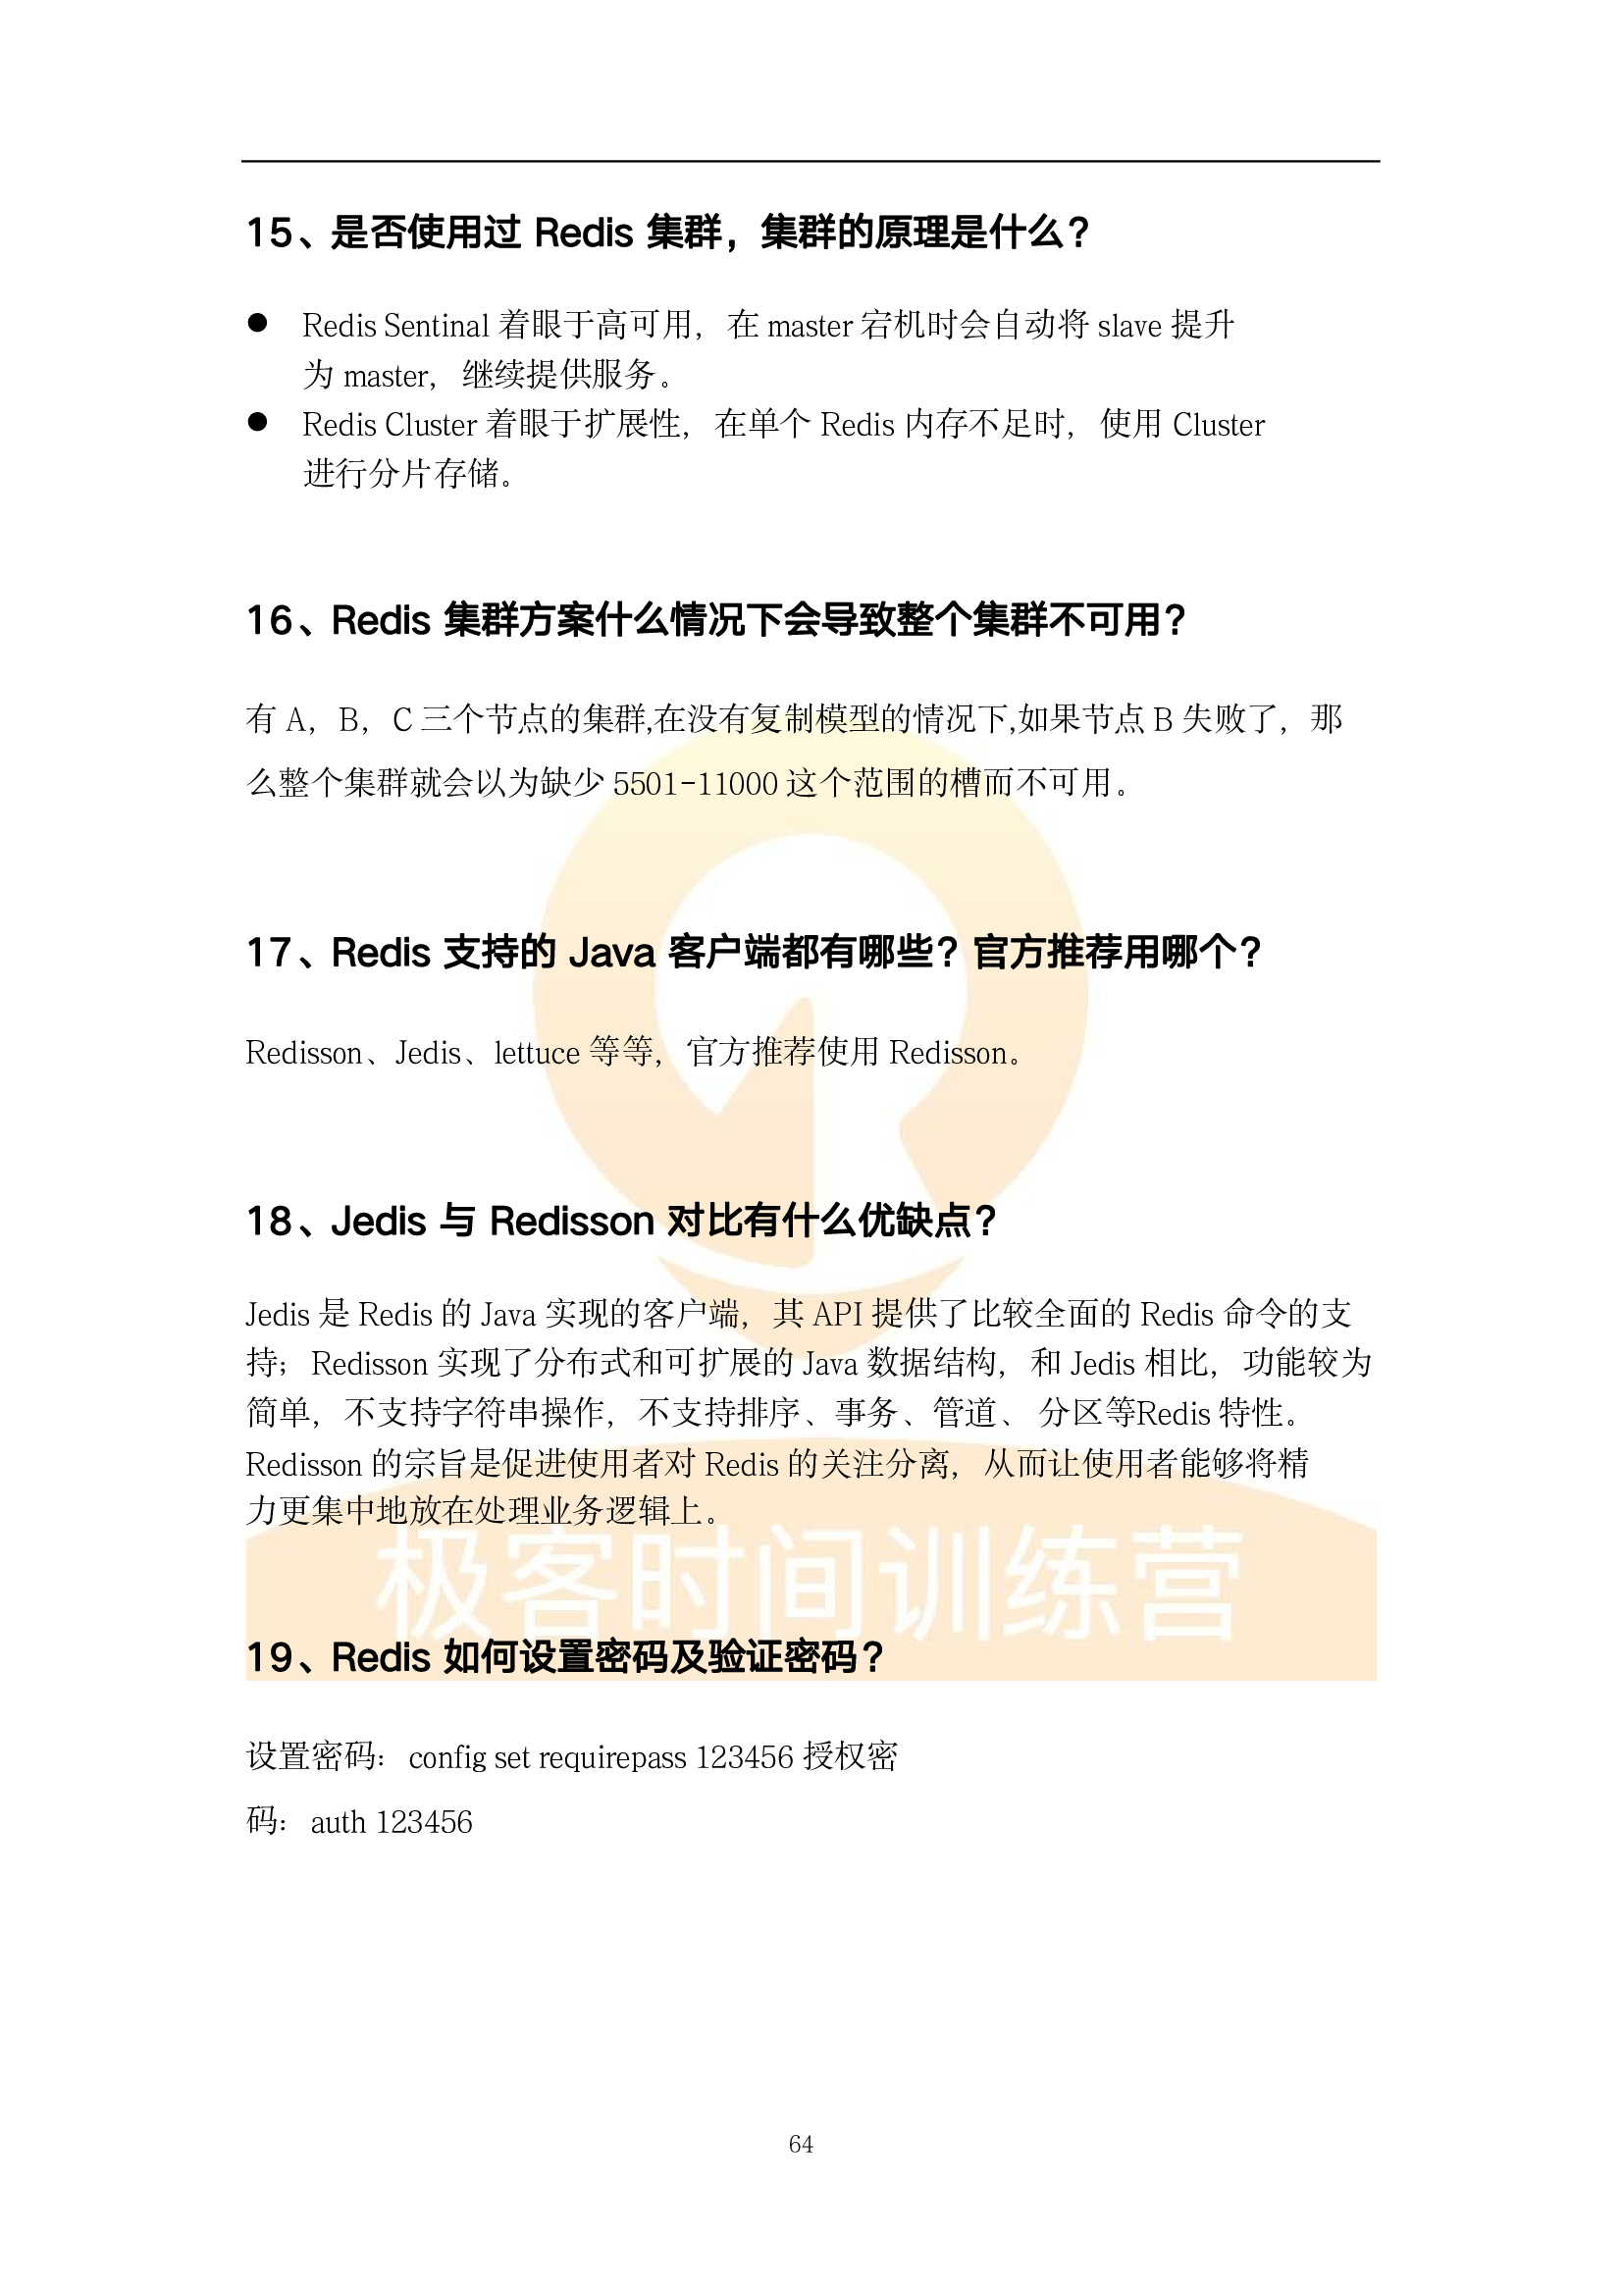 15、是否使用过 Redis 集群，集群的原理是什么？
● Redis Sentinal 着眼于高可用，在 master 宕机时会自动将 slave 提升
为 master，继续提供服务。
● Redis Cluster 着眼于扩展性，在单个 Redis 内存不足时，使用 Cluster
进行分片存储。
16、Redis 集群方案什么情况下会导致整个集群不可用？
有 A，B，C 三个节点的集群,在没有复制模型的情况下,如果节点 B 失败了，那
么整个集群就会以为缺少 5501-11000 这个范围的槽而不可用。
17、Redis 支持的 Java 客户端都有哪些？官方推荐用哪个？
Redisson、Jedis、lettuce 等等，官方推荐使用 Redisson。
18、Jedis 与 Redisson 对比有什么优缺点？
Jedis 是 Redis 的 Java 实现的客户端，其 API 提供了比较全面的 Redis 命令的支
持；Redisson 实现了分布式和可扩展的 Java 数据结构，和 Jedis 相比，功能较为
简单，不支持字符串操作，不支持排序、事务、管道、 分区等Redis 特性。
Redisson 的宗旨是促进使用者对 Redis 的关注分离，从而让使用者能够将精
力更集中地放在处理业务逻辑上。
极客时间训练营
19、Redis 如何设置密码及验证密码？
设置密码：config set requirepass 123456 授权密
码：auth 123456
64